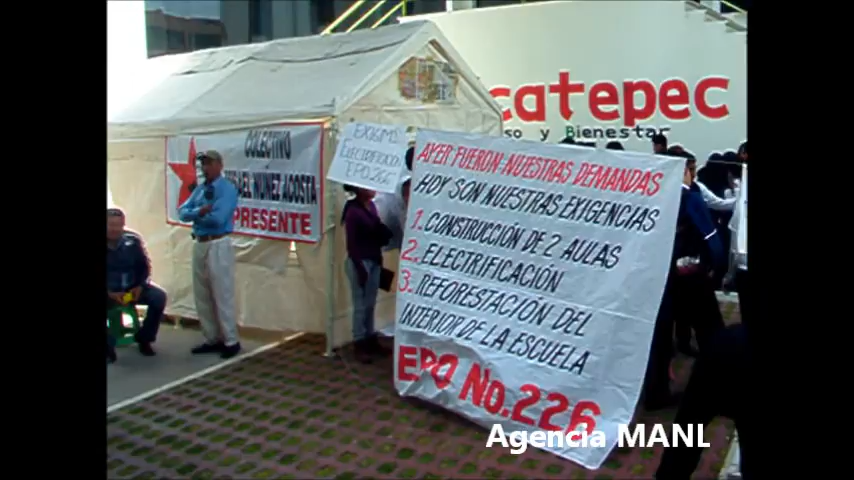 catepec
so y Bienestar
COLECTIVO
NUÑEZ ACOSTA
PRESENTE
EXIGIMOS
ELECTRIFICACIÓN
EPO.226
AYER FUERON NUESTRAS DEMANDAS
HOY SON NUESTRAS EXIGENCIAS
1. CONSTRUCCIÓN DE 2 AULAS
2. ELECTRIFICACIÓN
3. REFORESTACIÓN DEL
INTERIOR DE LA ESCUELA
EPO No. 226
Agencia MANL